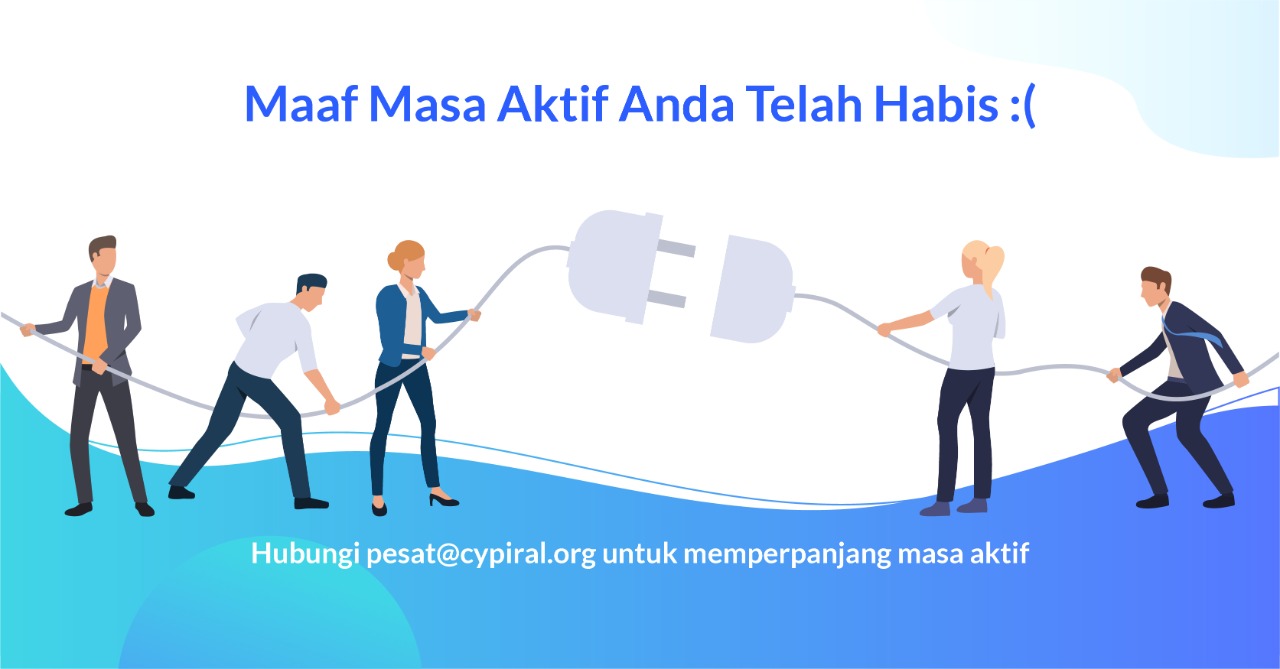 Maaf Masa Aktif Anda Telah Habis :(
Hubungi pesat@cypiral.org untuk memperpanjang masa aktif